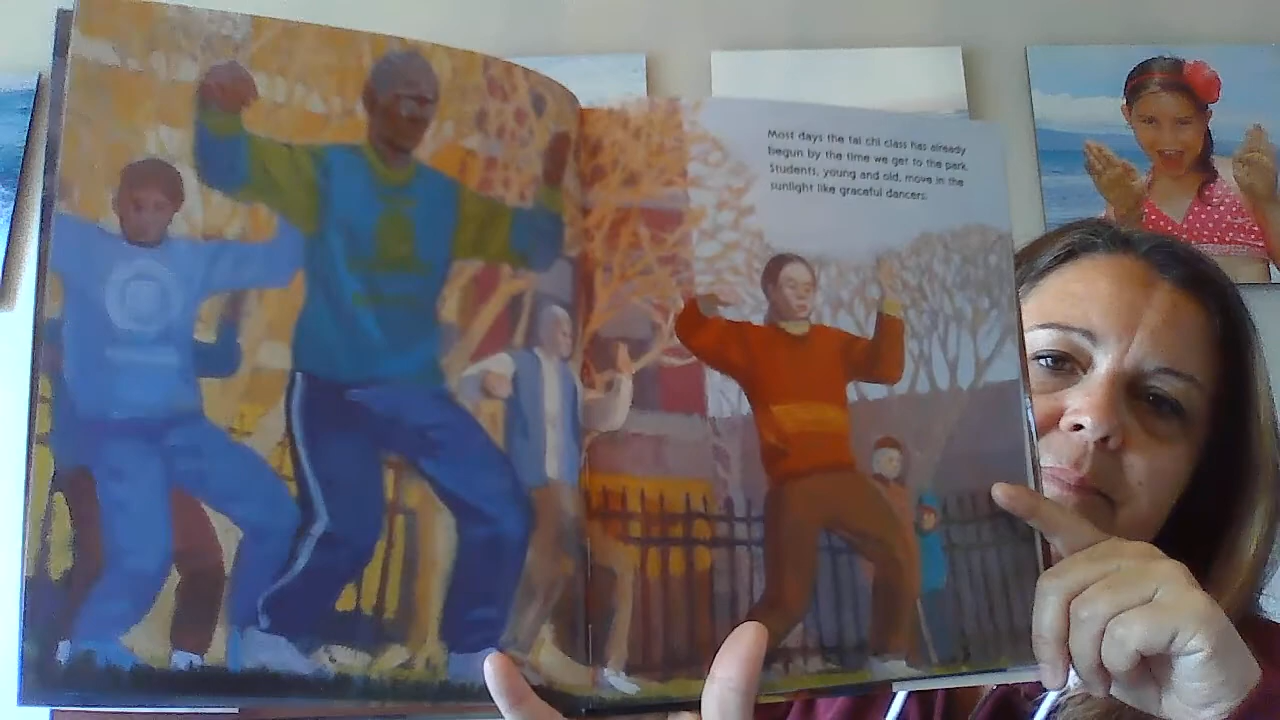 Most days the tai chi class has already
begun by the time we get to the park.
Students, young and old, move in the
sunlight like graceful dancers.